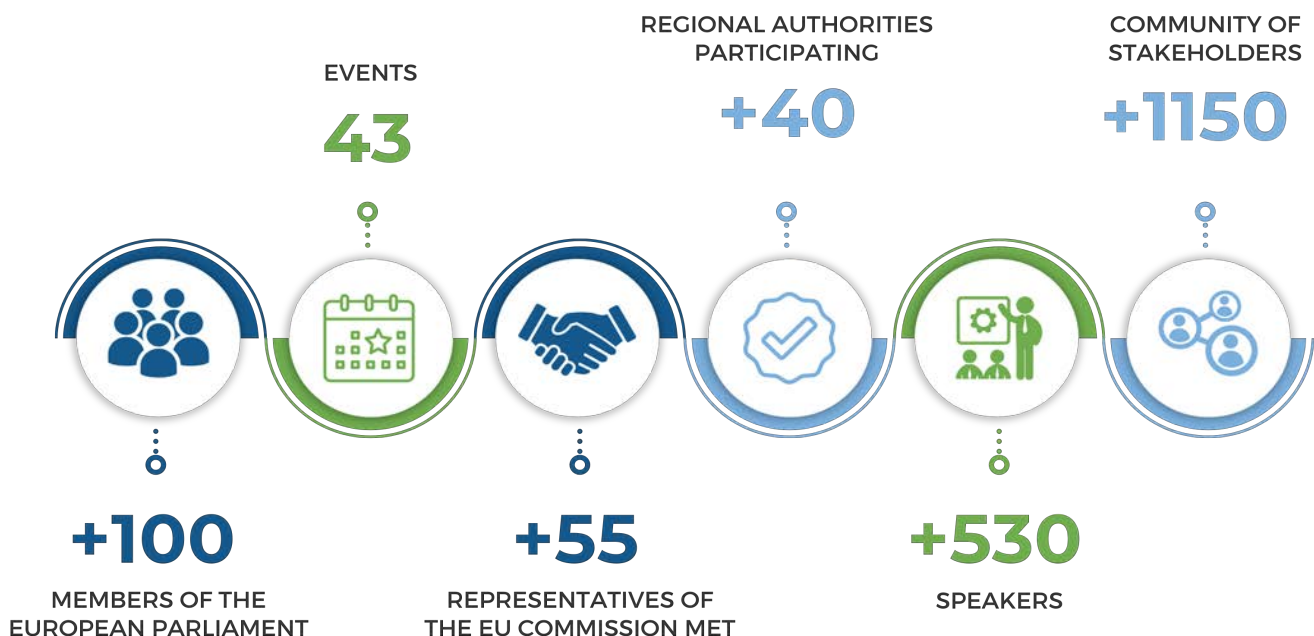 +100
MEMBERS OF THE
EUROPEAN PARLIAMENT
EVENTS
43
+55
REPRESENTATIVES OF
THE EU COMMISSION MET
REGIONAL AUTHORITIES
PARTICIPATING
+40
+530
SPEAKERS
COMMUNITY OF
STAKEHOLDERS
+1150